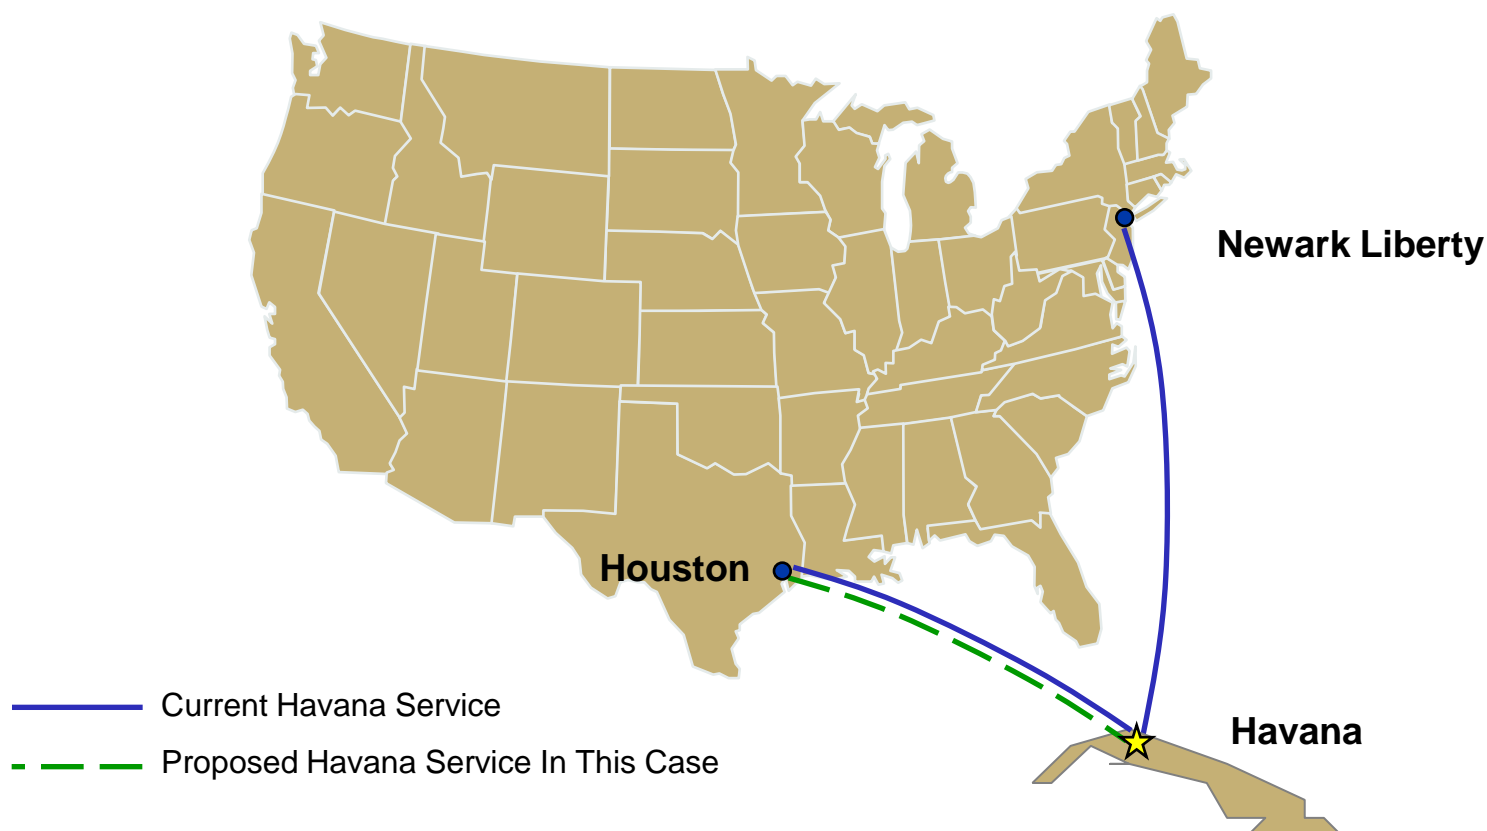 Newark Liberty
Houston
Current Havana Service
Havana
Proposed Havana Service In This Case